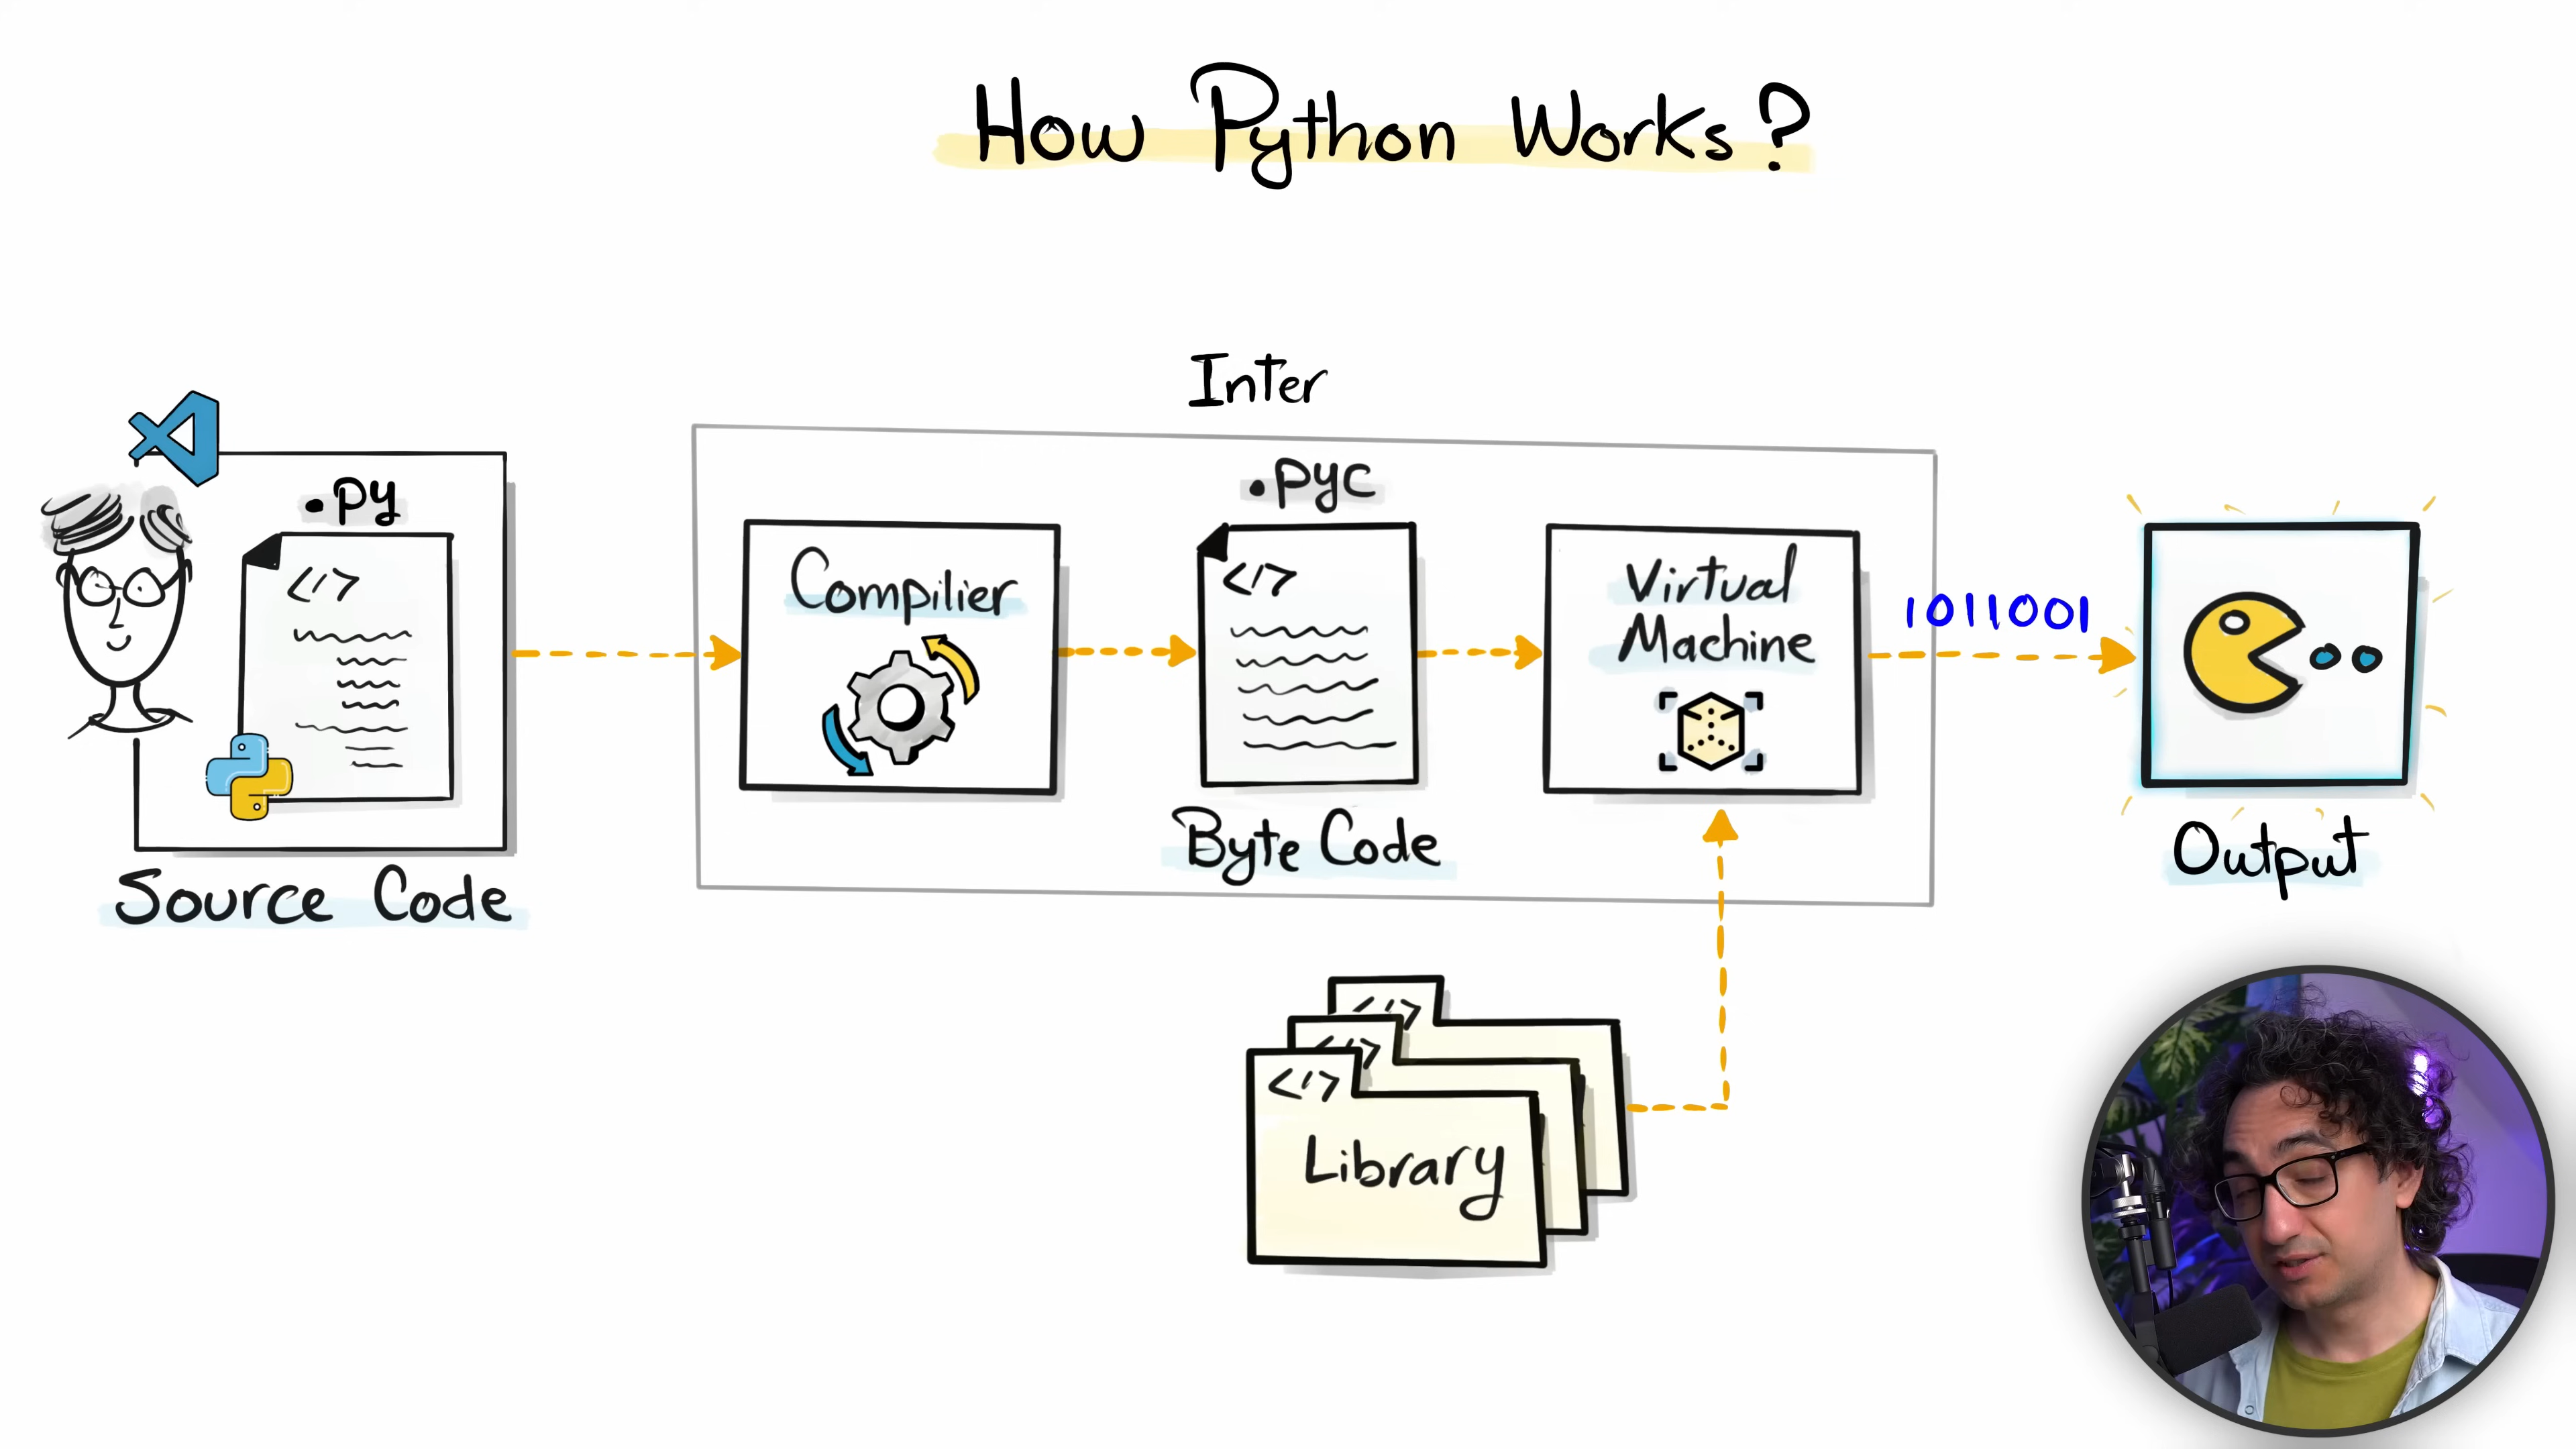 How Python Works?
Inter
.py
</>
Source Code
Compilier
.pyc
</>
Byte Code
Virtual
Machine
1011001
Output
</>
</>
</>
Library